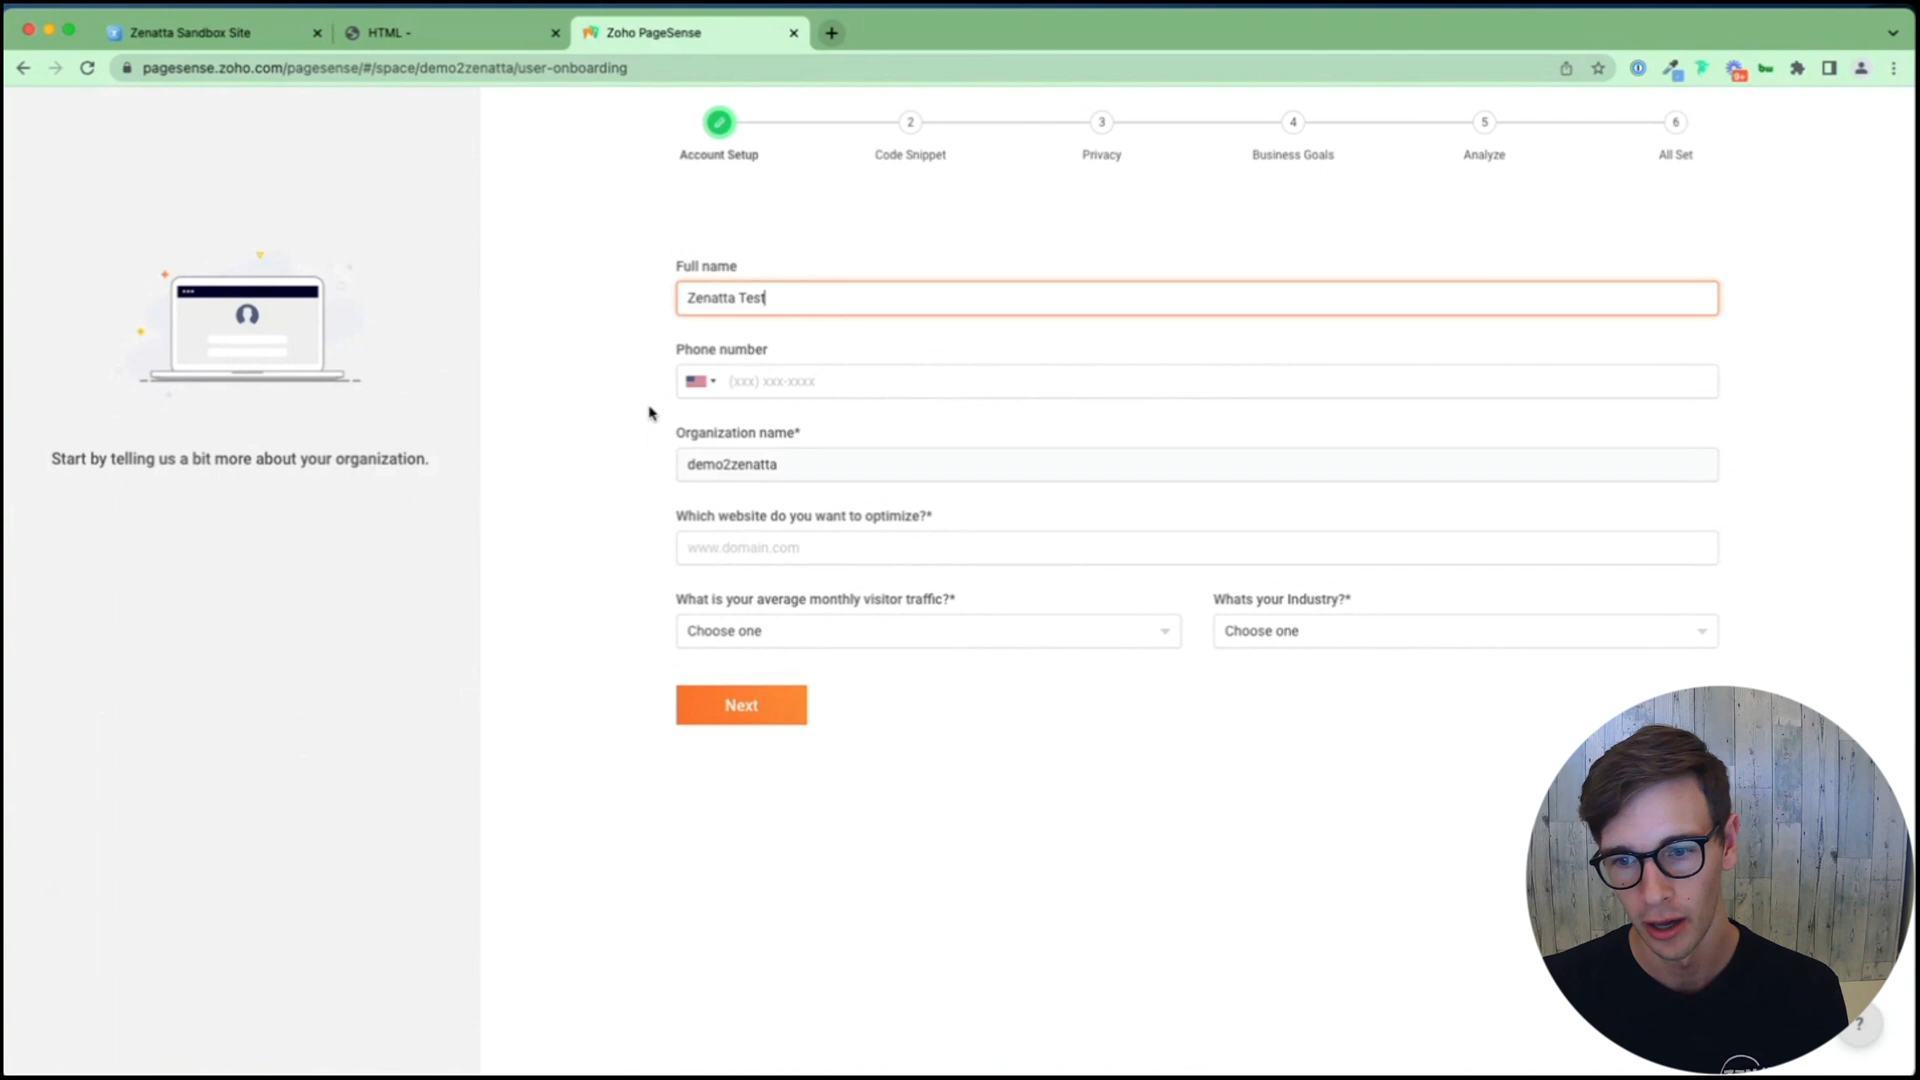 Zenatta Sandbox Site
HTML -
Zoho PageSense
pagesense.zoho.com/pagesense/#/space/demo2zenatta/user-onboarding
9+
2
3
4
5
6
Account Setup
Code Snippet
Privacy
Business Goals
Analyze
All Set
Start by telling us a bit more about your organization.
Full name
Zenatta Test
Phone number
(xxx) xxx-xxxx
Organization name*
demo2zenatta
Which website do you want to optimize?*
www.domain.com
What is your average monthly visitor traffic?*
Whats your Industry?*
Choose one
Choose one
Next
?